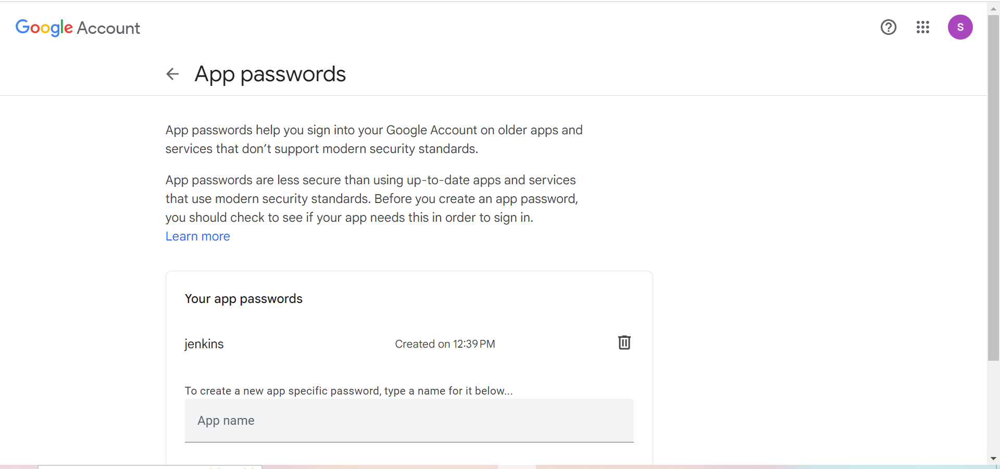 Google Account
S
App passwords
App passwords help you sign into your Google Account on older apps and
services that don’t support modern security standards.
App passwords are less secure than using up-to-date apps and services
that use modern security standards. Before you create an app password,
you should check to see if your app needs this in order to sign in.
Learn more
Your app passwords
jenkins Created on 12:39 PM
To create a new app specific password, type a name for it below...
App name